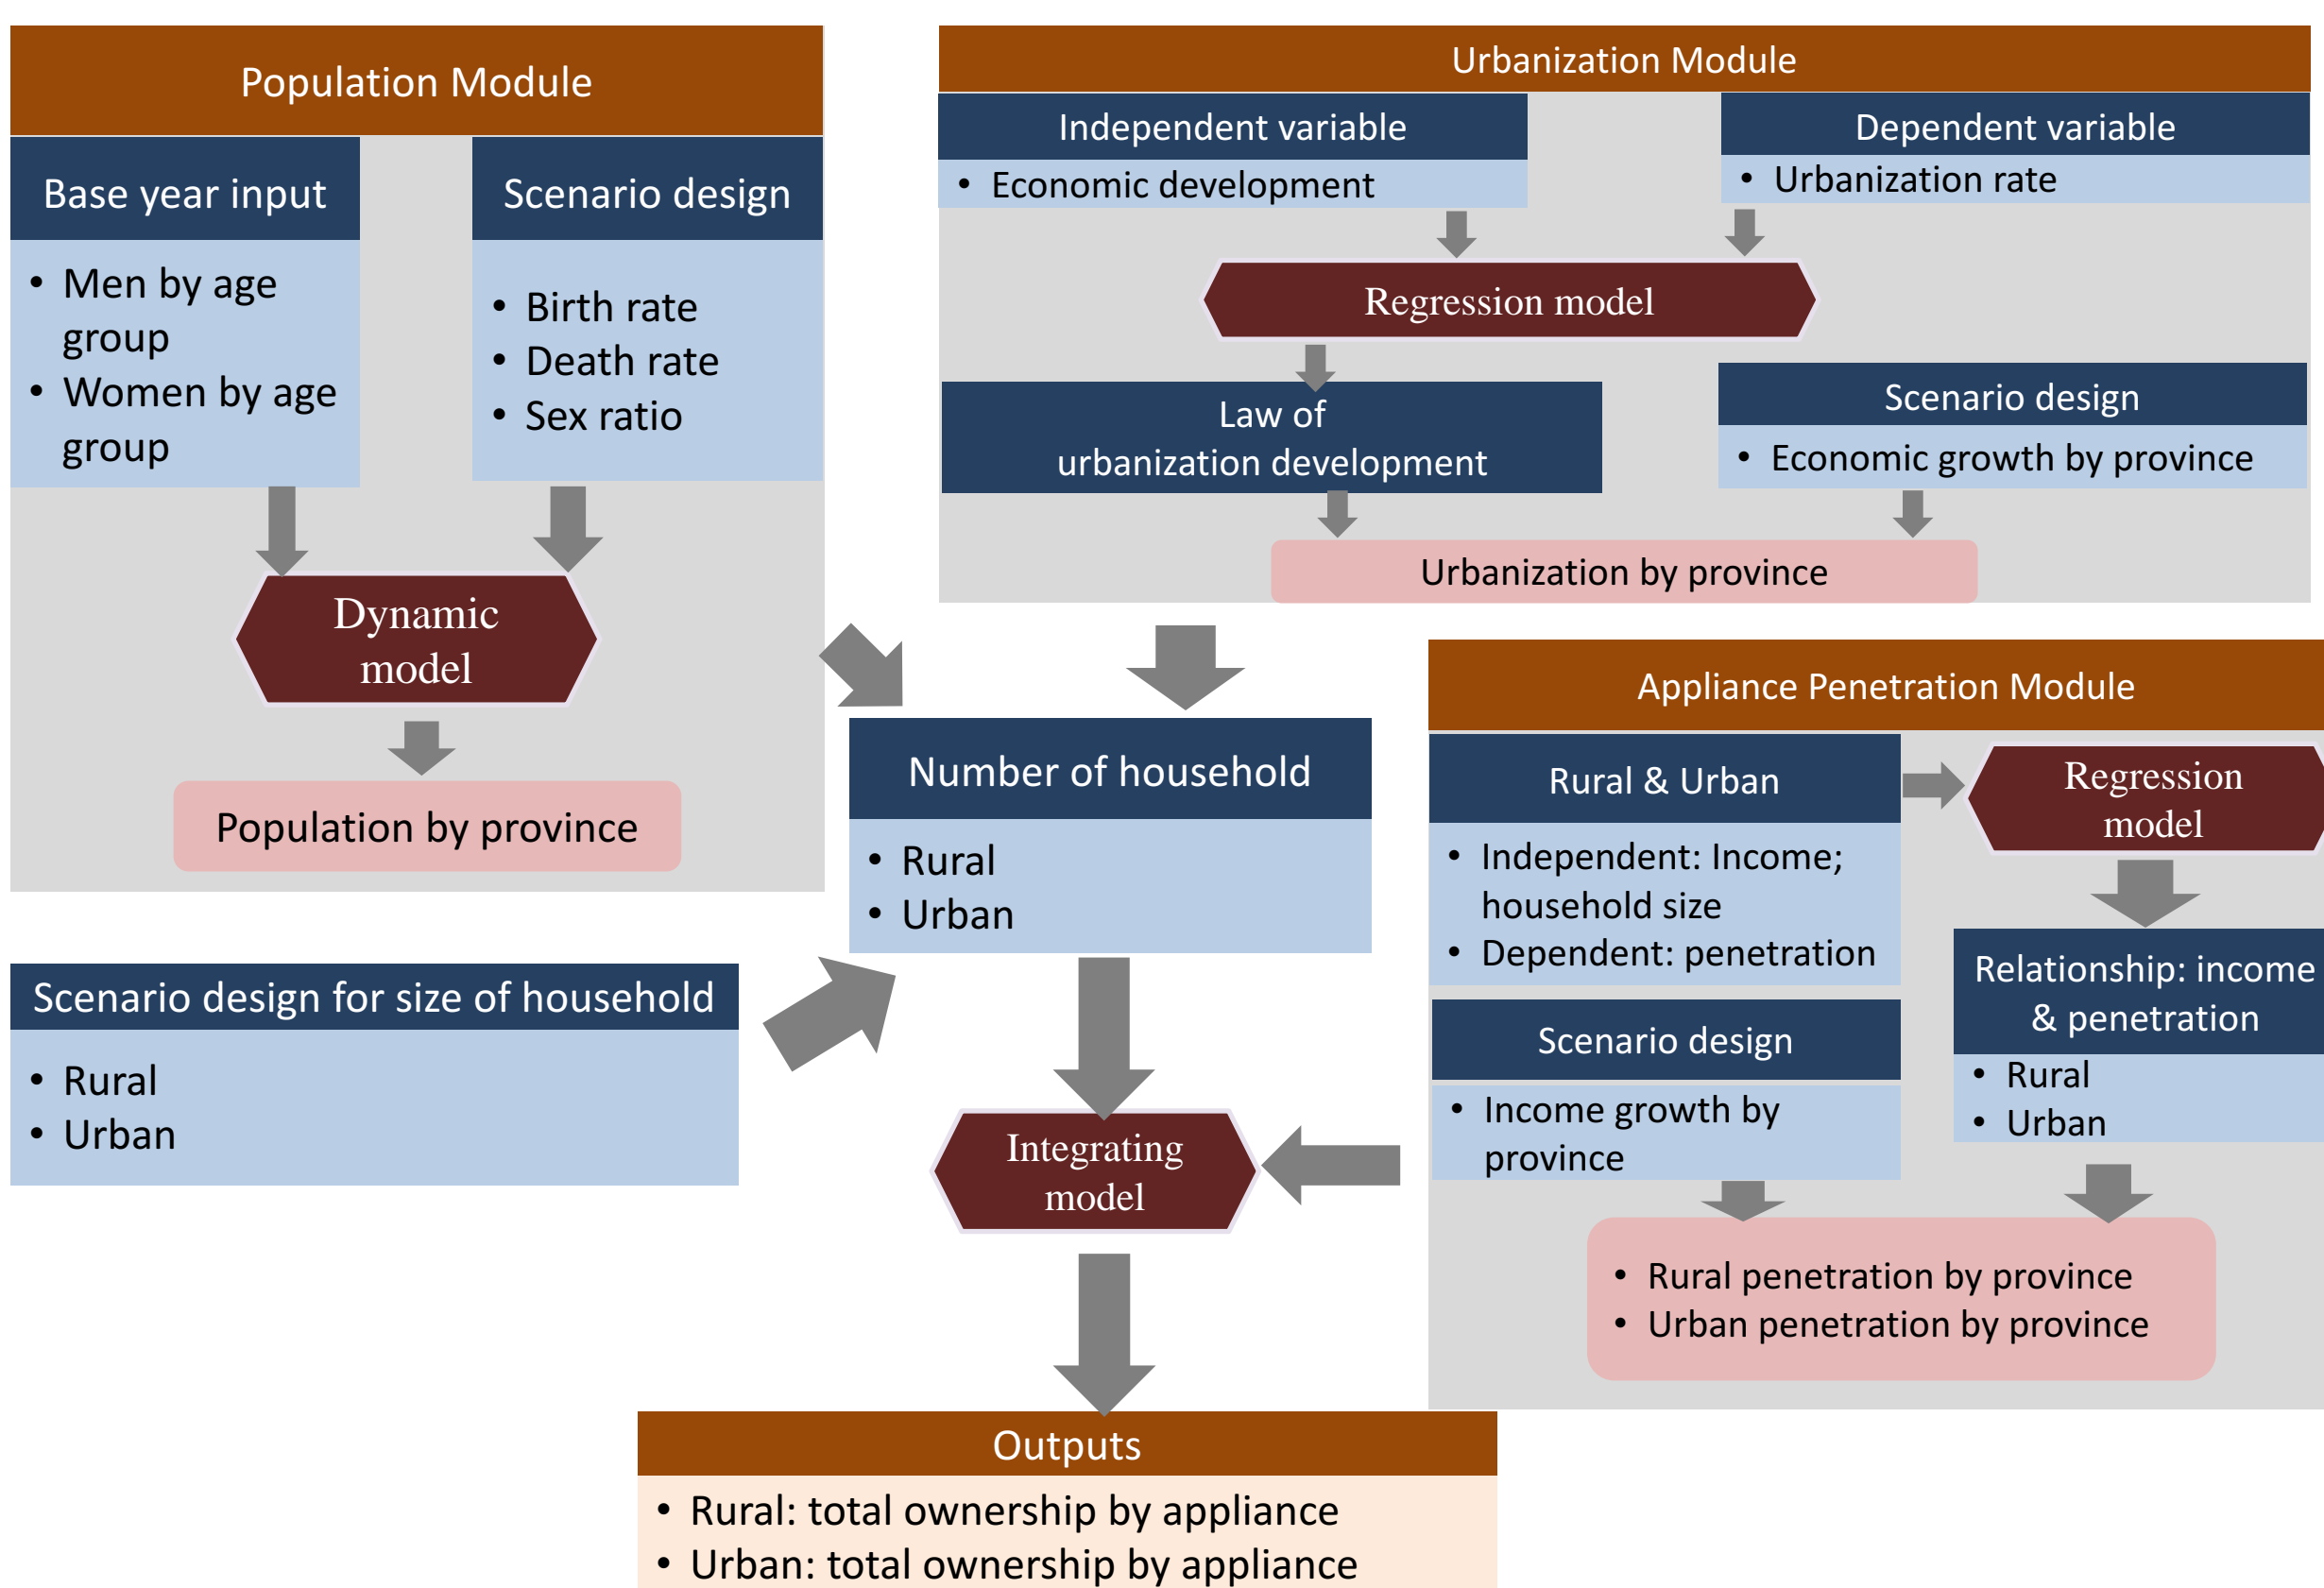 Population Module
Base year input
• Men by age
group
• Women by age
group
Scenario design
• Birth rate
• Death rate
• Sex ratio
Dynamic
model
Population by province
Urbanization Module
Independent variable
• Economic development
Dependent variable
• Urbanization rate
Regression model
Law of
urbanization development
Scenario design
• Economic growth by province
Urbanization by province
Number of household
• Rural
• Urban
Scenario design for size of household
• Rural
• Urban
Appliance Penetration Module
Rural & Urban
• Independent: Income;
household size
• Dependent: penetration
Regression
model
Relationship: income
& penetration
• Rural
• Urban
Scenario design
• Income growth by
province
• Rural penetration by province
• Urban penetration by province
Integrating
model
Outputs
• Rural: total ownership by appliance
• Urban: total ownership by appliance